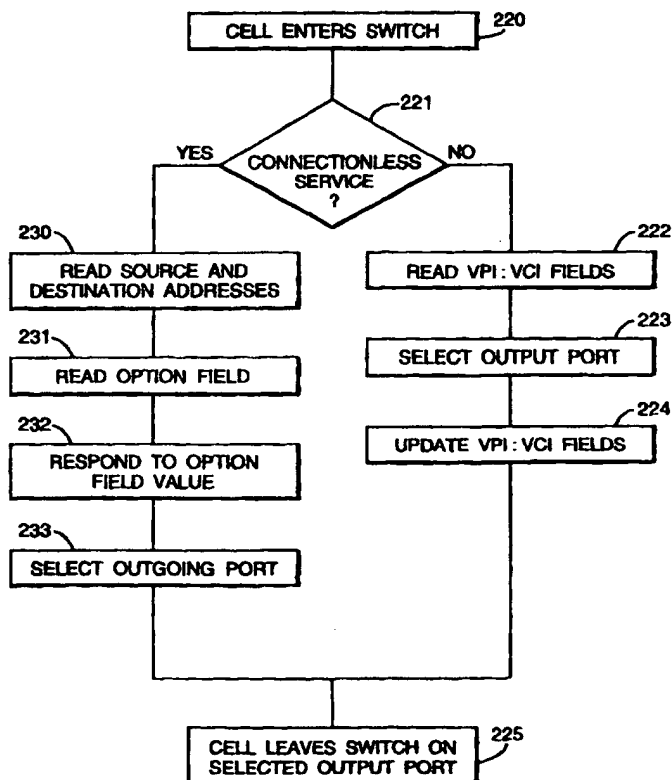 CELL ENTERS SWITCH
220
221
YES
CONNECTIONLESS
SERVICE
?
NO
230
READ SOURCE AND
DESTINATION ADDRESSES
231
READ OPTION FIELD
232
RESPOND TO OPTION
FIELD VALUE
233
SELECT OUTGOING PORT
222
READ VPI:VCI FIELDS
223
SELECT OUTPUT PORT
224
UPDATE VPI:VCI FIELDS
CELL LEAVES SWITCH ON
SELECTED OUTPUT PORT
225